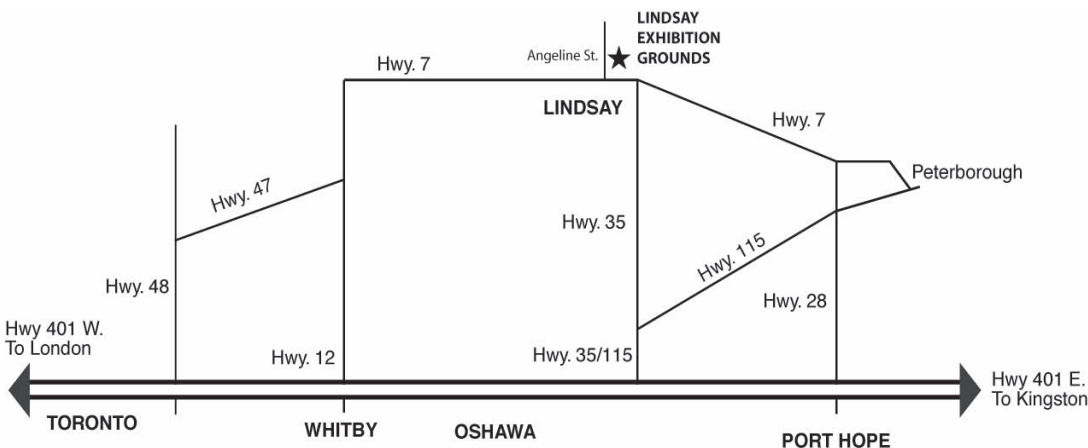 LINDSAY
EXHIBITION
GROUNDS
Angeline St.
Hwy. 7
LINDSAY
Hwy. 7
Peterborough
Hwy. 47
Hwy. 35
Hwy. 115
Hwy. 48
Hwy. 28
Hwy 401 W.
To London
Hwy. 12
Hwy. 35/115
Hwy 401 E.
To Kingston
TORONTO
WHITBY
OSHAWA
PORT HOPE